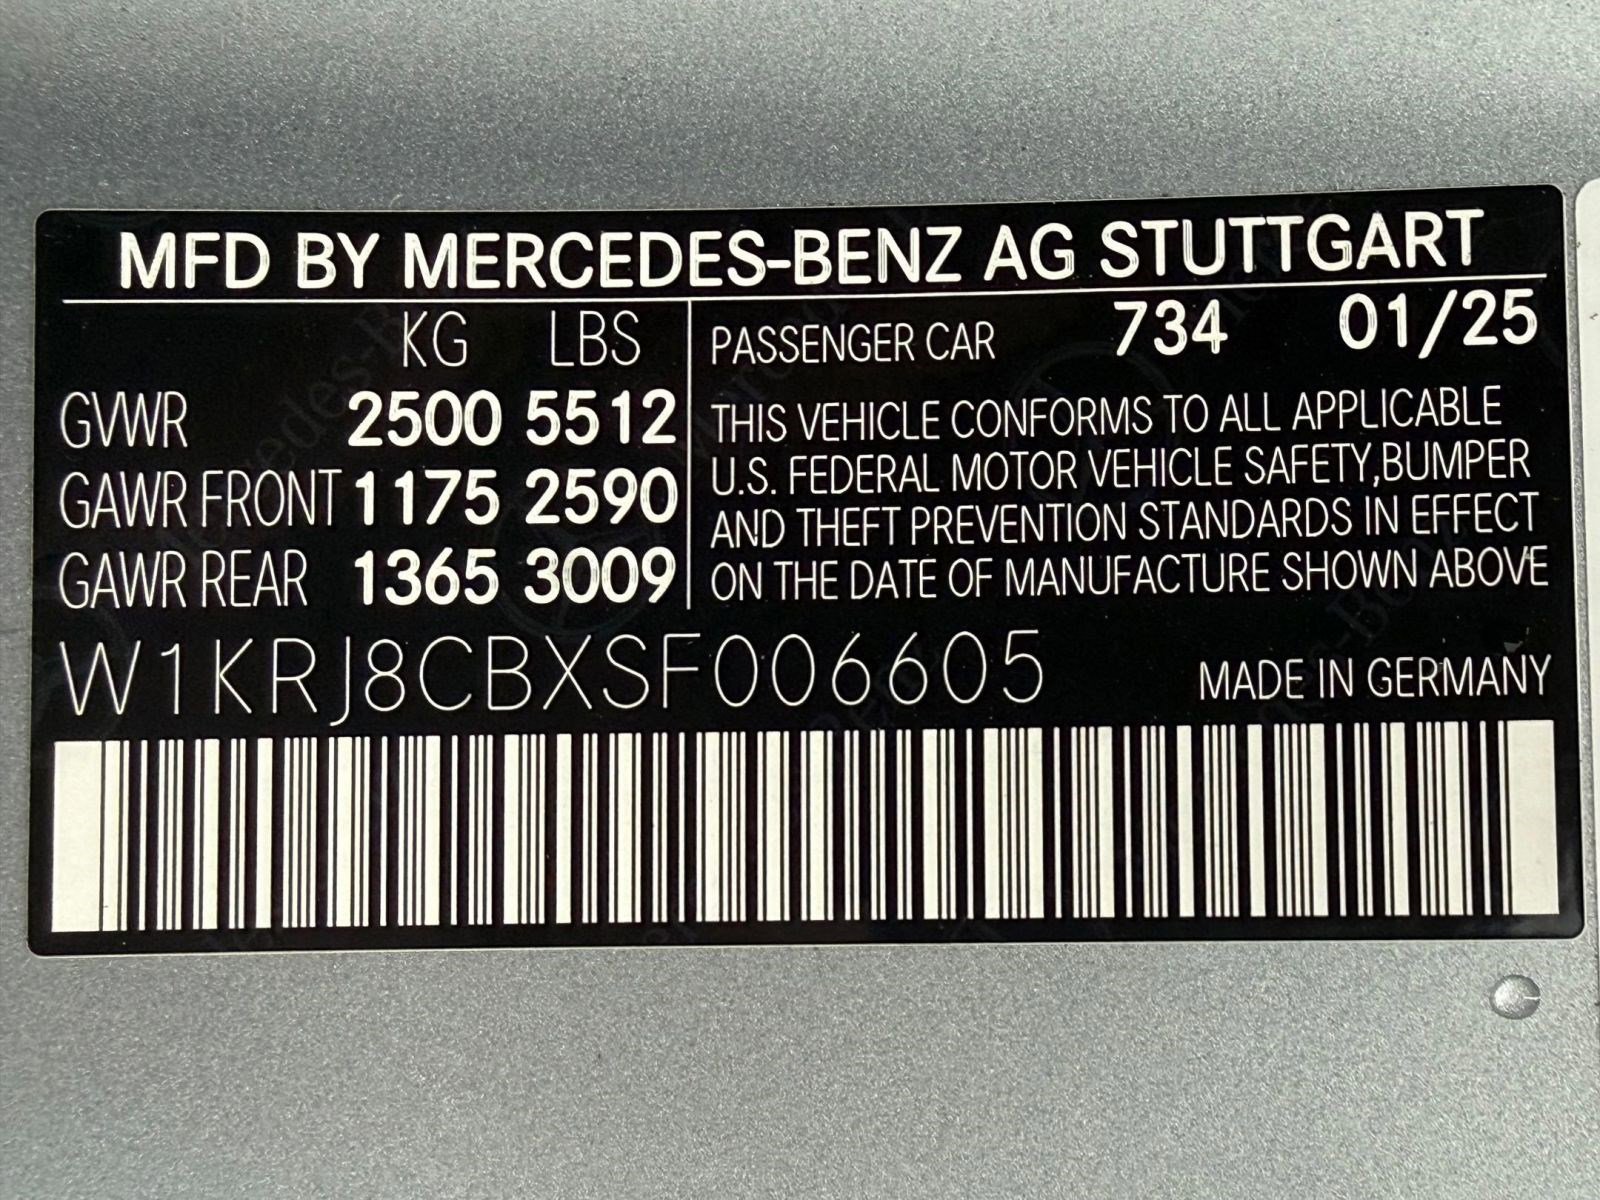 MFD BY MERCEDES-BENZ AG STUTTGART
KG LBS
GVWR 2500 5512
GAWR FRONT 1175 2590
GAWR REAR 1365 3009
PASSENGER CAR 734 01/25
THIS VEHICLE CONFORMS TO ALL APPLICABLE
U.S. FEDERAL MOTOR VEHICLE SAFETY,BUMPER
AND THEFT PREVENTION STANDARDS IN EFFECT
ON THE DATE OF MANUFACTURE SHOWN ABOVE
W1KRJ8CBXSF006605
MADE IN GERMANY